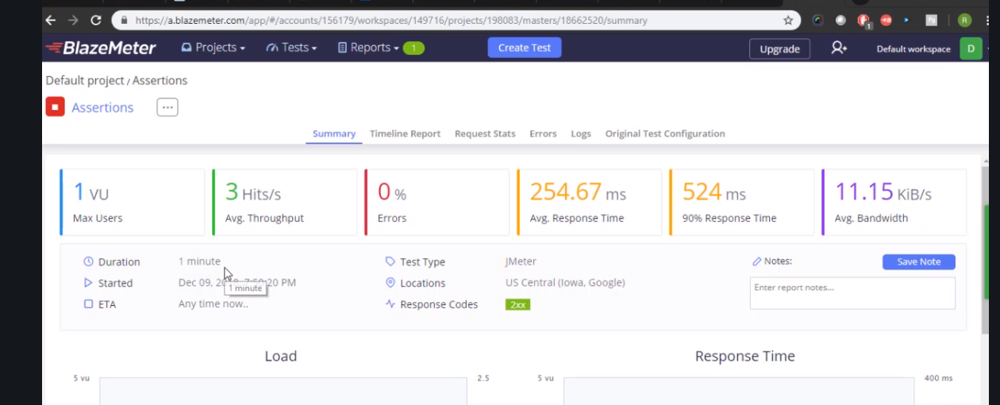 https://a.blazemeter.com/app/#/accounts/156179/workspaces/149716/projects/198083/masters/18662520/summary
1
R
BlazeMeter Projects Tests Reports 1 Create Test Upgrade Default workspace D
Default project / Assertions
Assertions ...
Summary Timeline Report Request Stats Errors Logs Original Test Configuration
1 VU 3 Hits/s 0 % 254.67 ms 524 ms 11.15 KiB/s
Max Users Avg. Throughput Errors Avg. Response Time 90% Response Time Avg. Bandwidth
Duration 1 minute Test Type JMeter Notes: Save Note
Started Dec 09, 20 20 PM Locations US Central (Iowa, Google) Enter report notes...
1 minute
ETA Any time now.. Response Codes 2xx
Load Response Time
5 vu 2.5 5 vu 400 ms